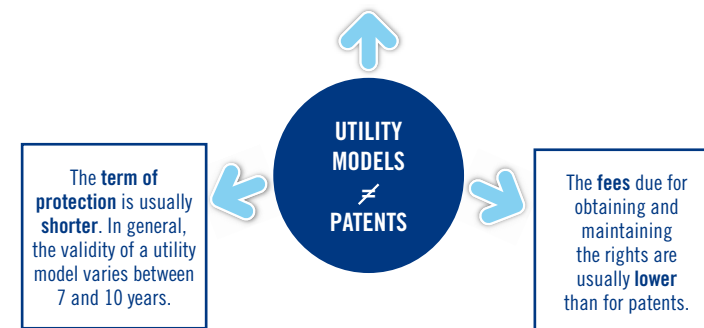 UTILITY
MODELS
≠
PATENTS
The term of
protection is usually
shorter. In general,
the validity of a utility
model varies between
7 and 10 years.
The fees due for
obtaining and
maintaining
the rights are
usually lower
than for patents.